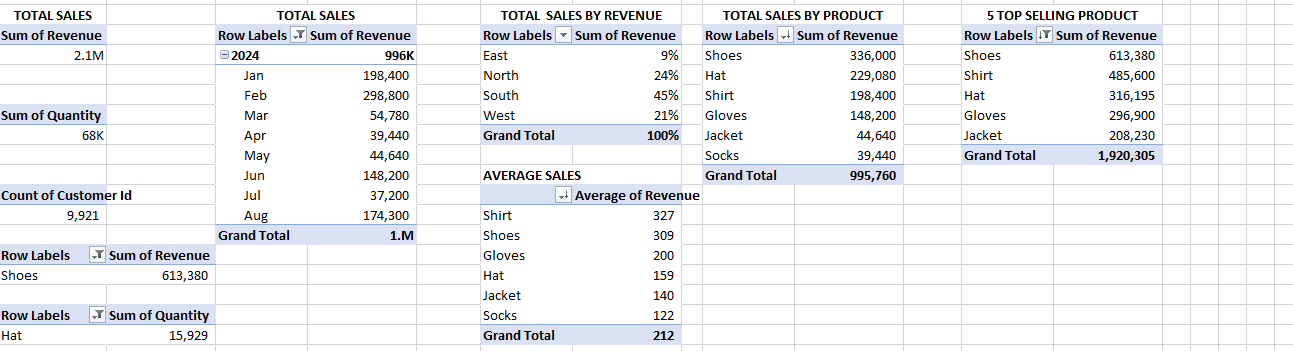 TOTAL SALES
Sum of Revenue
2.1M
Sum of Quantity
68K
Count of Customer Id
9,921
Row Labels Sum of Revenue
Shoes 613,380
Row Labels Sum of Quantity
Hat 15,929
TOTAL SALES
Row Labels Sum of Revenue
2024 996K
Jan 198,400
Feb 298,800
Mar 54,780
Apr 39,440
May 44,640
Jun 148,200
Jul 37,200
Aug 174,300
Grand Total 1.M
TOTAL SALES BY REVENUE
Row Labels Sum of Revenue
East 9%
North 24%
South 45%
West 21%
Grand Total 100%
AVERAGE SALES
Average of Revenue
Shirt 327
Shoes 309
Gloves 200
Hat 159
Jacket 140
Socks 122
Grand Total 212
TOTAL SALES BY PRODUCT
Row Labels Sum of Revenue
Shoes 336,000
Hat 229,080
Shirt 198,400
Gloves 148,200
Jacket 44,640
Socks 39,440
Grand Total 995,760
5 TOP SELLING PRODUCT
Row Labels Sum of Revenue
Shoes 613,380
Shirt 485,600
Hat 316,195
Gloves 296,900
Jacket 208,230
Grand Total 1,920,305